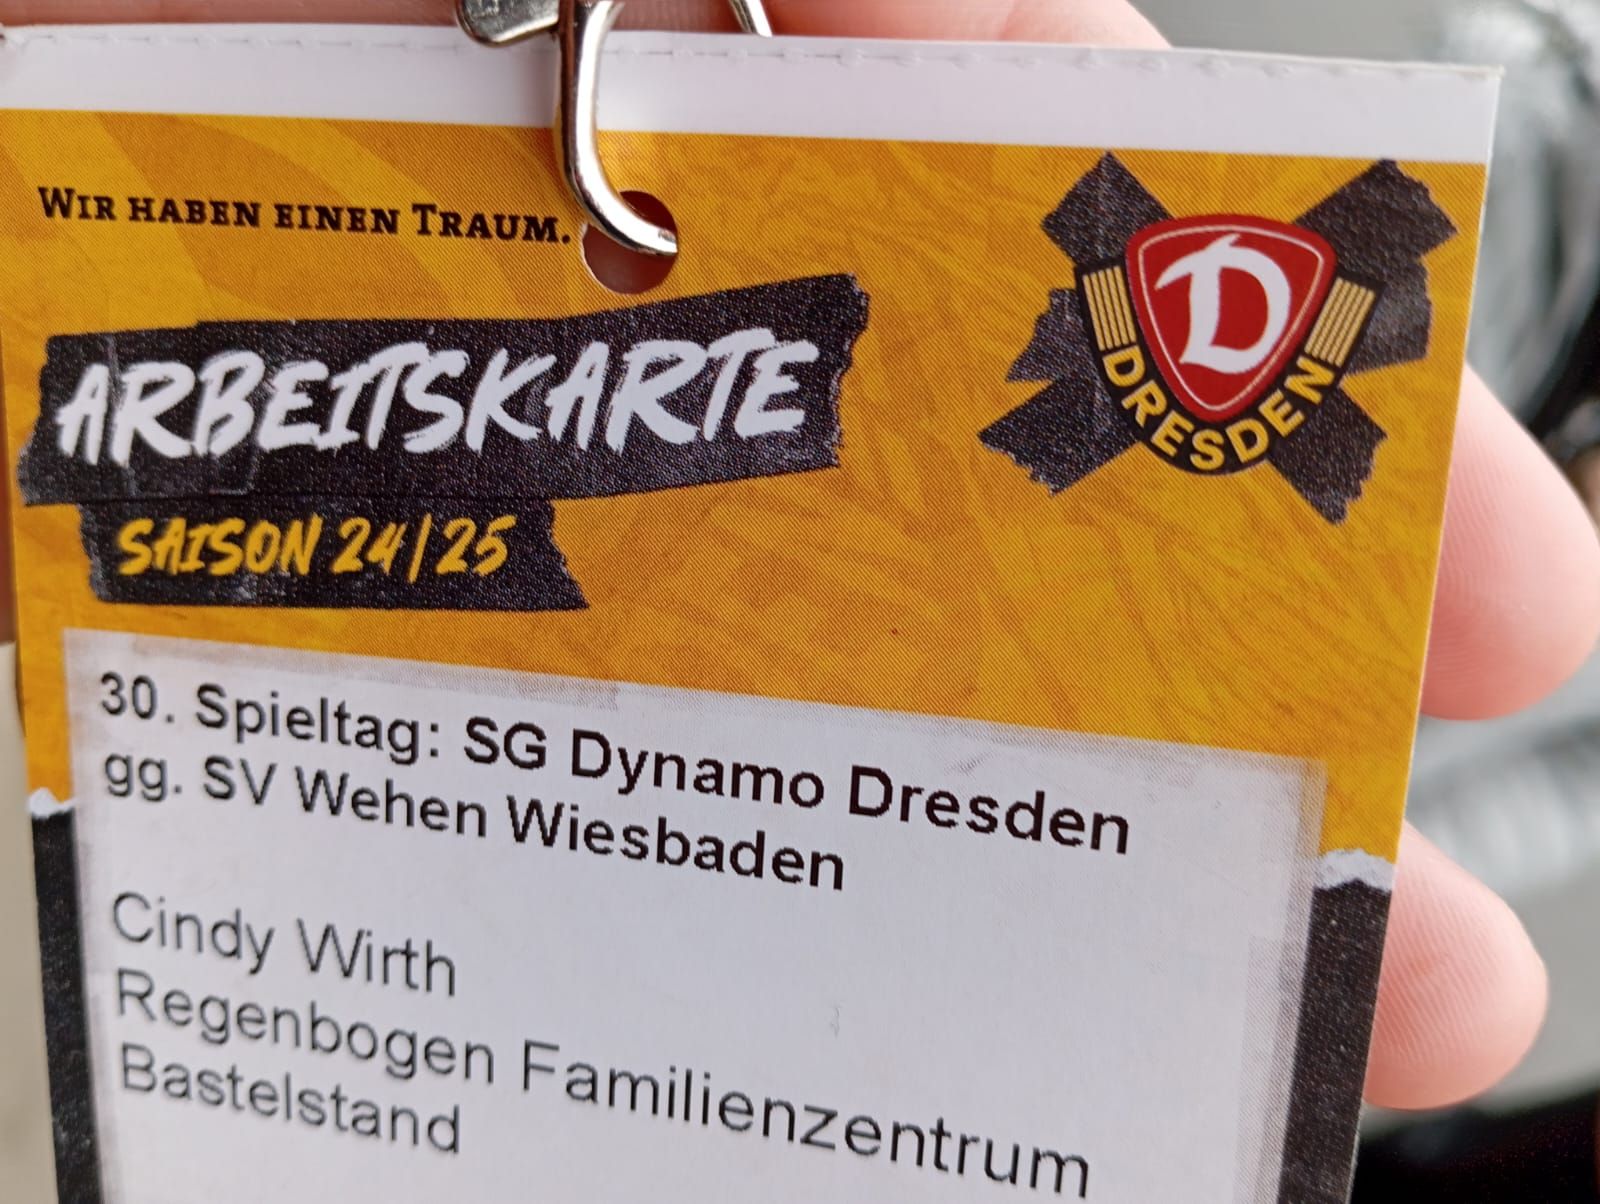 Wir haben einen Traum.
ARBEITSKARTE
SAISON 24/25
D
DRESDEN
30. Spieltag: SG Dynamo Dresden
gg. SV Wehen Wiesbaden
Cindy Wirth
Regenbogen Familienzentrum
Bastelstand